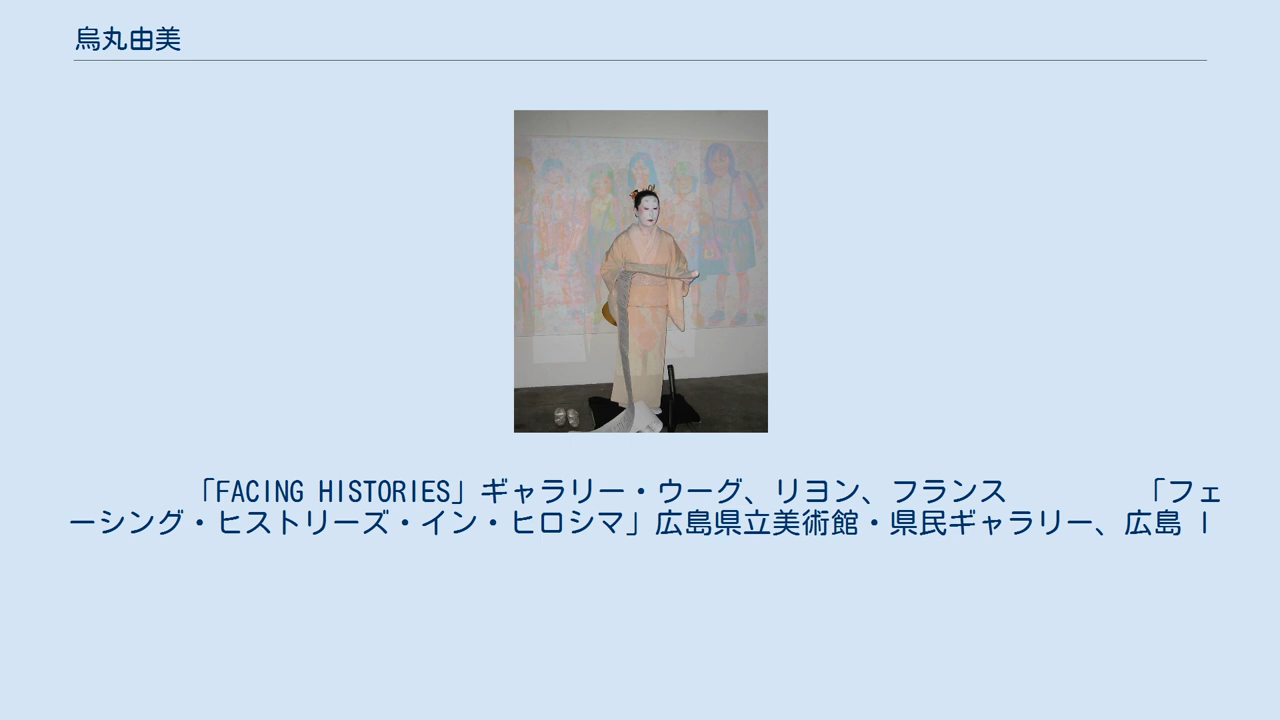 烏丸由美
「FACING HISTORIES」ギャラリー・ウーグ、リヨン、フランス　　　　　「フェ
ーシング・ヒストリーズ・イン・ヒロシマ」広島県立美術館・県民ギャラリー、広島 |